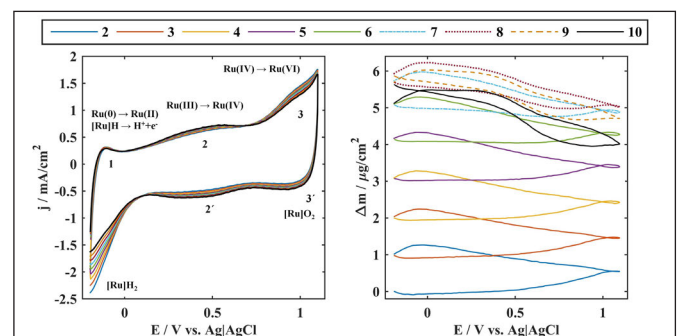 2 3 4 5 6 7 8 9 10
j / mA/cm²
2
1.5
1
0.5
0
-0.5
-1
-1.5
-2
-2.5
Ru(IV) → Ru(VI)
Ru(0) → Ru(II)
[Ru]H → H⁺+e⁻
Ru(III) → Ru(IV)
1
2
3
2´
3´
[Ru]O₂
[Ru]H₂
0 0.5 1
E / V vs. Ag|AgCl
Δm / μg/cm²
6
5
4
3
2
1
0
0 0.5 1
E / V vs. Ag|AgCl